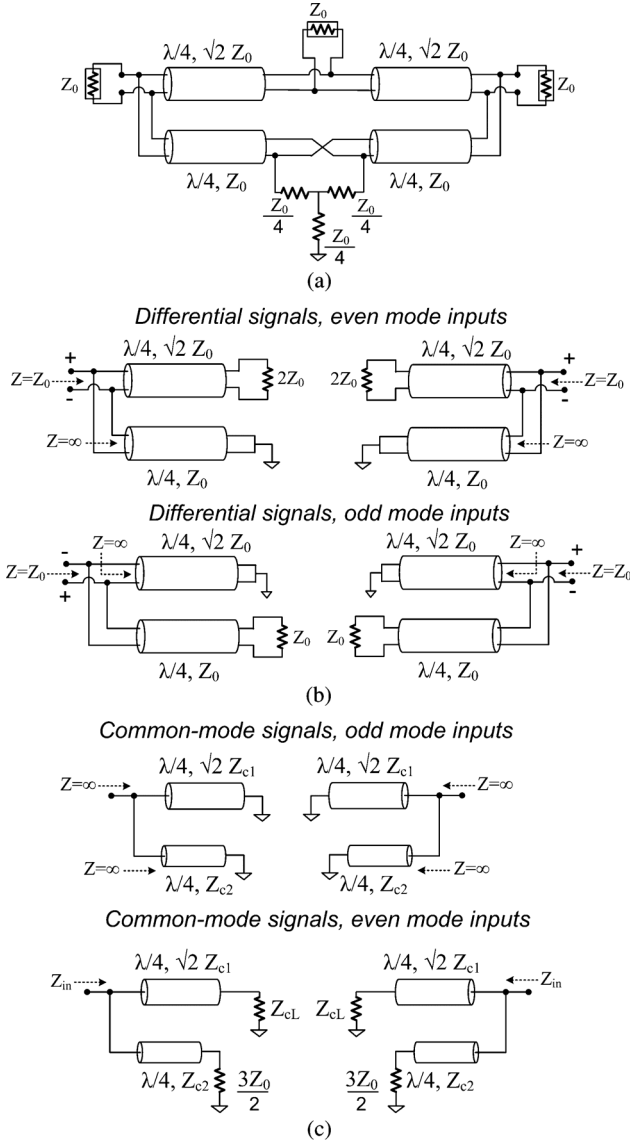 Z₀
λ/4, √2 Z₀ λ/4, √2 Z₀
Z₀ Z₀
λ/4, Z₀ λ/4, Z₀
Z₀/4 Z₀/4
Z₀/4
(a)
Differential signals, even mode inputs
λ/4, √2 Z₀ λ/4, √2 Z₀
+ +
Z=Z₀ 2Z₀ 2Z₀ Z=Z₀
- -
Z=∞ Z=∞
λ/4, Z₀ λ/4, Z₀
Differential signals, odd mode inputs
Z=∞ λ/4, √2 Z₀ λ/4, √2 Z₀ Z=∞
- +
Z=Z₀ Z=Z₀
+ -
Z₀ Z₀
λ/4, Z₀ λ/4, Z₀
(b)
Common-mode signals, odd mode inputs
λ/4, √2 Zc1 λ/4, √2 Zc1
Z=∞ Z=∞
Z=∞ Z=∞
λ/4, Zc2 λ/4, Zc2
Common-mode signals, even mode inputs
λ/4, √2 Zc1 λ/4, √2 Zc1
Zin Zin
ZcL ZcL
λ/4, Zc2 3Z₀/2 3Z₀/2 λ/4, Zc2
(c)